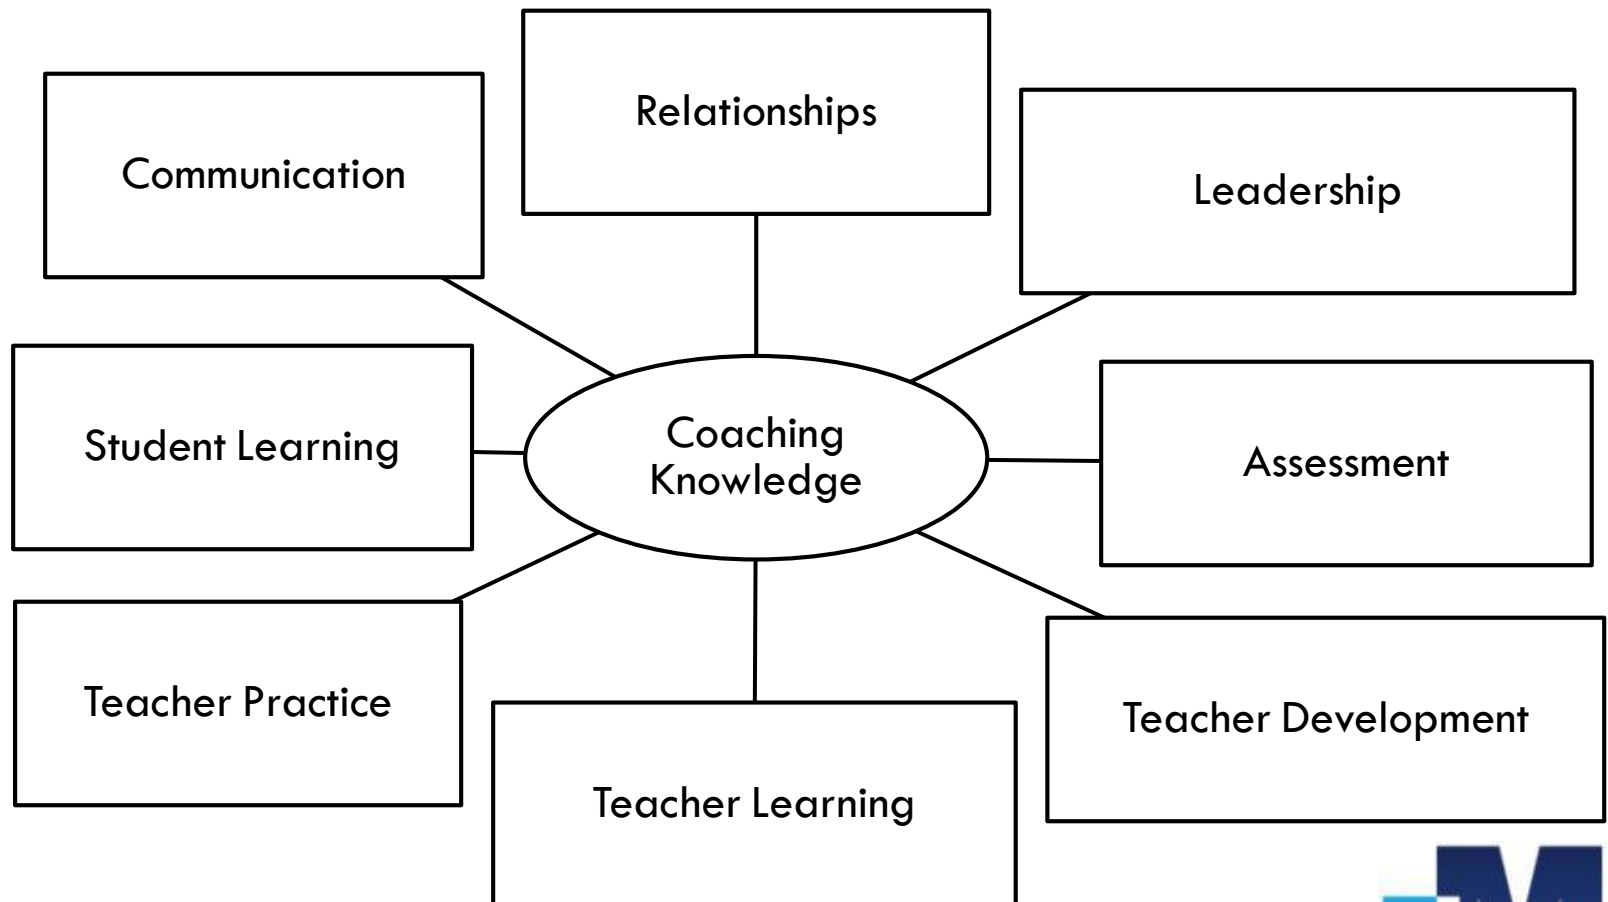 Relationships
Communication
Leadership
Student Learning
Coaching
Knowledge
Assessment
Teacher Practice
Teacher Development
Teacher Learning
M